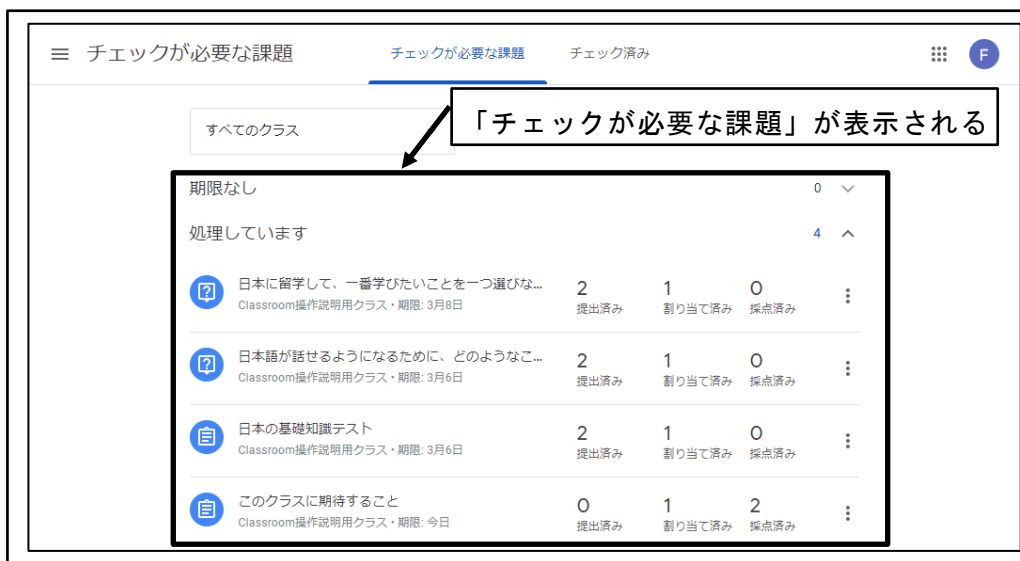 チェックが必要な課題
チェックが必要な課題 チェック済み
F
すべてのクラス
「チェックが必要な課題」が表示される
期限なし 0
処理しています 4
日本に留学して、一番学びたいことを一つ選びな...
Classroom操作説明用クラス・期限: 3月8日
2 1 0
提出済み 割り当て済み 採点済み
日本語が話せるようになるために、どのようなこ...
Classroom操作説明用クラス・期限: 3月6日
2 1 0
提出済み 割り当て済み 採点済み
日本の基礎知識テスト
Classroom操作説明用クラス・期限: 3月6日
2 1 0
提出済み 割り当て済み 採点済み
このクラスに期待すること
Classroom操作説明用クラス・期限: 今日
0 1 2
提出済み 割り当て済み 採点済み